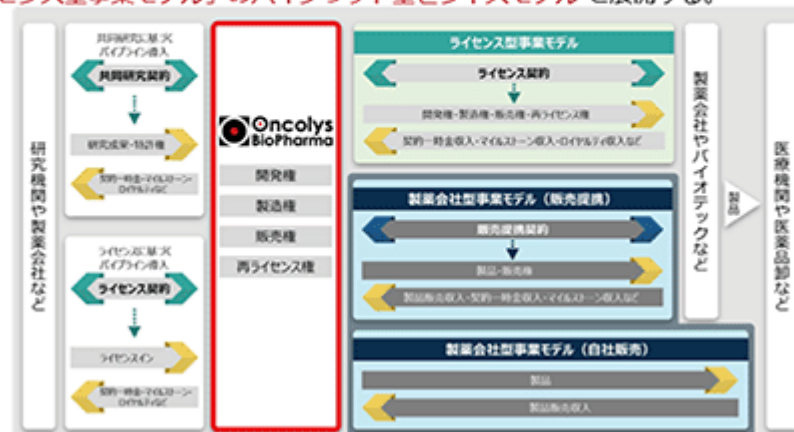 センス型事業モデル」のハイブリッド型ビジネスモデルを展開する。
研究機関や製薬会社など
共同研究に基づく
パイプライン導入
共同研究契約
研究成果・特許権
契約一時金・マイルストーン・
ロイヤルティなど
ライセンスに基づく
パイプライン導入
ライセンス契約
ライセンスイン
契約一時金・マイルストーン・
ロイヤルティなど
Oncolys
BioPharma
開発権
製造権
販売権
再ライセンス権
ライセンス型事業モデル
ライセンス契約
開発権・製造権・販売権・再ライセンス権
契約一時金収入・マイルストーン収入・ロイヤルティ収入など
製薬会社型事業モデル（販売提携）
販売提携契約
製品・販売権
製品販売収入・契約一時金収入・マイルストーン収入など
製薬会社型事業モデル（自社販売）
製品
製品販売収入
製薬会社やバイオテックなど
製品
医療機関や医薬品卸など